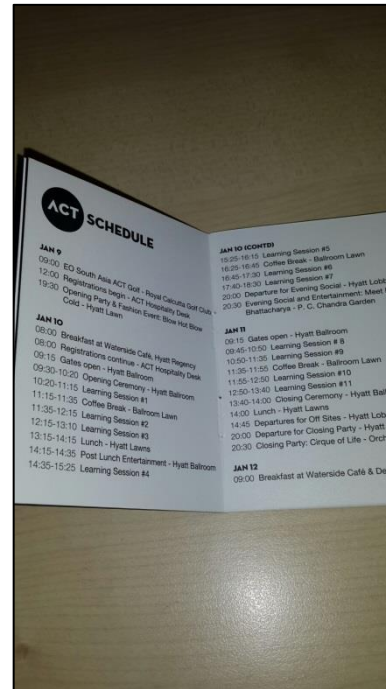 ACT SCHEDULE
JAN 9
09:00 EO South Asia ACT Golf - Royal Calcutta Golf Club
12:00 Registrations begin - ACT Hospitality Desk
19:30 Opening Party & Fashion Event: Blow Hot Blow
Cold - Hyatt Lawn
JAN 10
08:00 Breakfast at Waterside Café, Hyatt Regency
08:00 Registrations continue - ACT Hospitality Desk
09:15 Gates open - Hyatt Ballroom
09:30-10:20 Opening Ceremony - Hyatt Ballroom
10:20-11:15 Learning Session #1
11:15-11:35 Coffee Break - Ballroom Lawn
11:35-12:15 Learning Session #2
12:15-13:10 Learning Session #3
13:15-14:15 Lunch - Hyatt Lawns
14:15-14:35 Post Lunch Entertainment - Hyatt Ballroom
14:35-15:25 Learning Session #4
JAN 10 (CONTD)
15:25-16:15 Learning Session #5
16:25-16:45 Coffee Break - Ballroom Lawn
16:45-17:30 Learning Session #6
17:40-18:30 Learning Session #7
20:00 Departure for Evening Social - Hyatt Lobb
20:30 Evening Social and Entertainment: Meet
Bhattacharya - P. C. Chandra Garden
JAN 11
09:15 Gates open - Hyatt Ballroom
09:45-10:50 Learning Session # 8
10:50-11:35 Learning Session #9
11:35-11:55 Coffee Break - Ballroom Lawn
11:55-12:50 Learning Session #10
12:50-13:40 Learning Session #11
13:40-14:00 Closing Ceremony - Hyatt Ball
14:00 Lunch - Hyatt Lawns
14:45 Departures for Off Sites - Hyatt Lob
20:00 Departure for Closing Party - Hyatt
20:30 Closing Party: Cirque of Life - Orch
JAN 12
09:00 Breakfast at Waterside Café & De